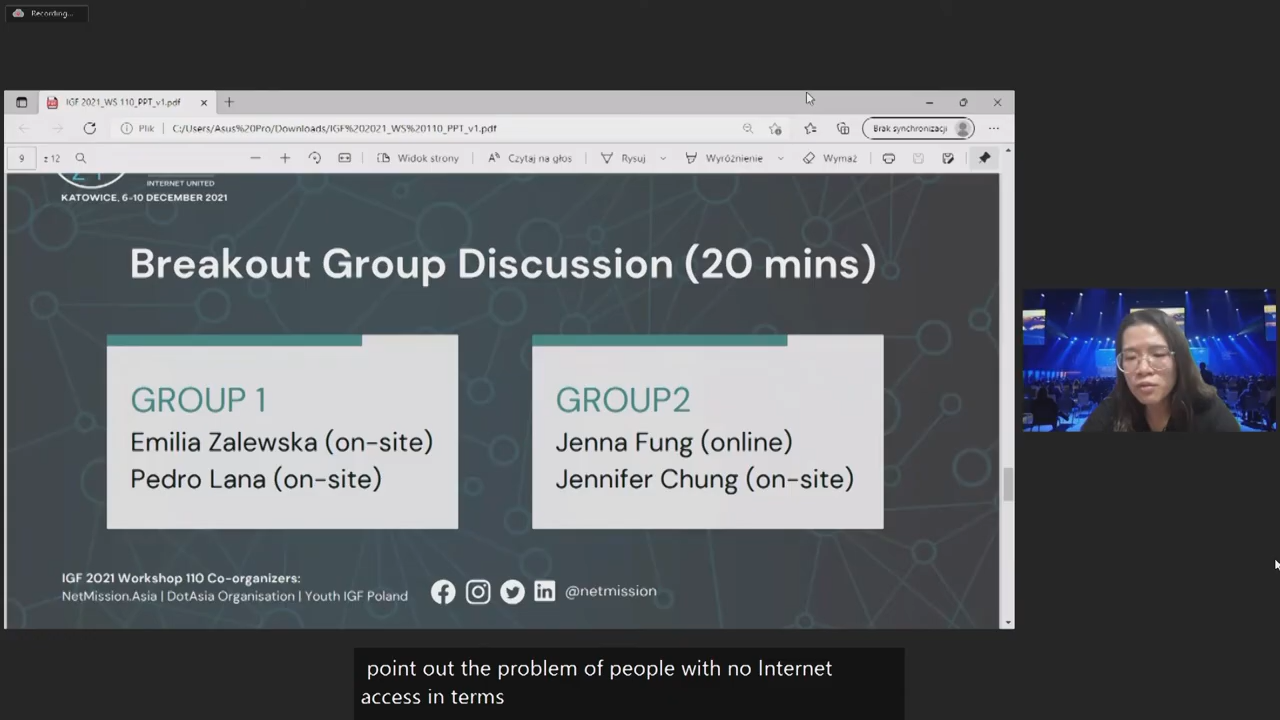 Recording...
IGF 2021_WS 110_PPT_v1.pdf
Plik
C:/Users/Asus%20Pro/Downloads/IGF%202021_WS%20110_PPT_v1.pdf
Brak synchronizacji
9
z 12
Widok strony
Czytaj na głos
Rysuj
Wyróżnienie
Wymaż
INTERNET UNITED
KATOWICE, 6-10 DECEMBER 2021
Breakout Group Discussion (20 mins)
GROUP 1
Emilia Zalewska (on-site)
Pedro Lana (on-site)
GROUP2
Jenna Fung (online)
Jennifer Chung (on-site)
IGF 2021 Workshop 110 Co-organizers:
NetMission.Asia | DotAsia Organisation | Youth IGF Poland
@netmission
point out the problem of people with no Internet
access in terms